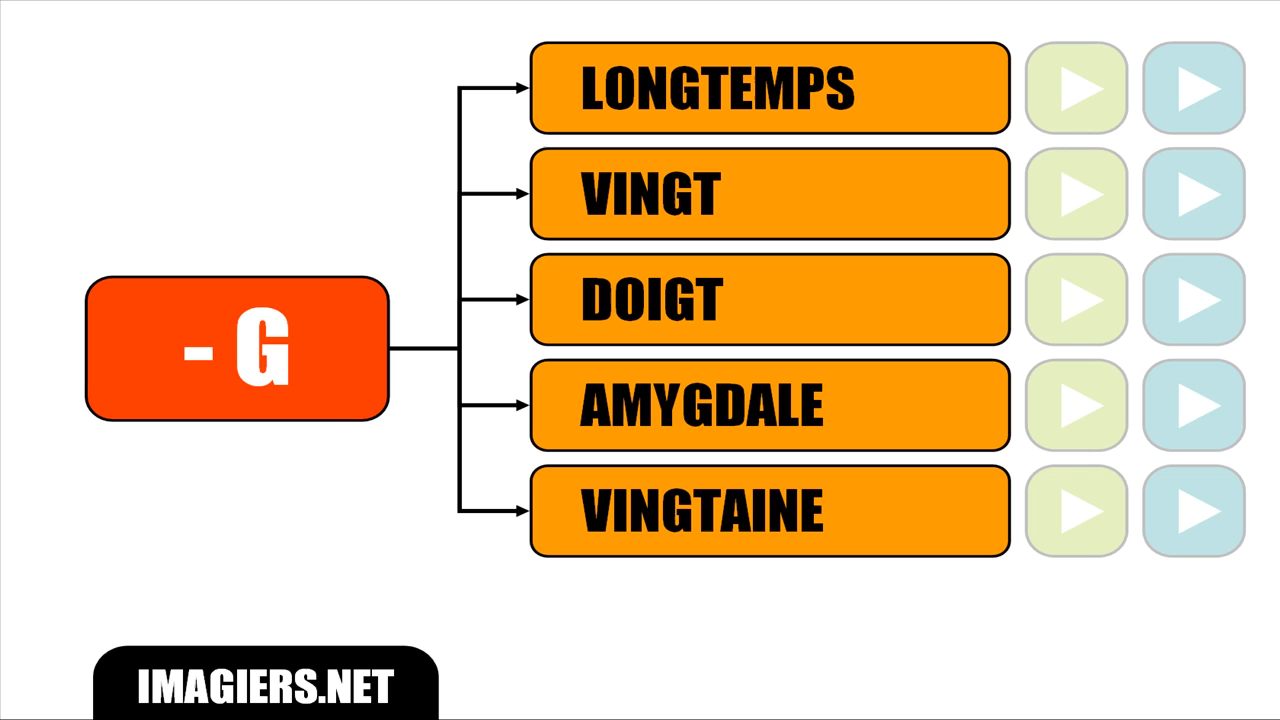 LONGTEMPS
VINGT
DOIGT
- G
AMYGDALE
VINGTAINE
IMAGIERS.NET